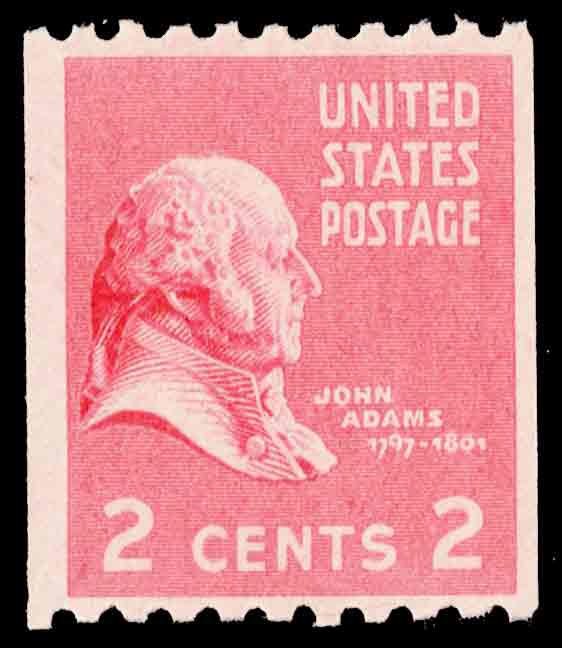 UNITED
STATES
POSTAGE
JOHN
ADAMS
1797-1801
2 CENTS 2